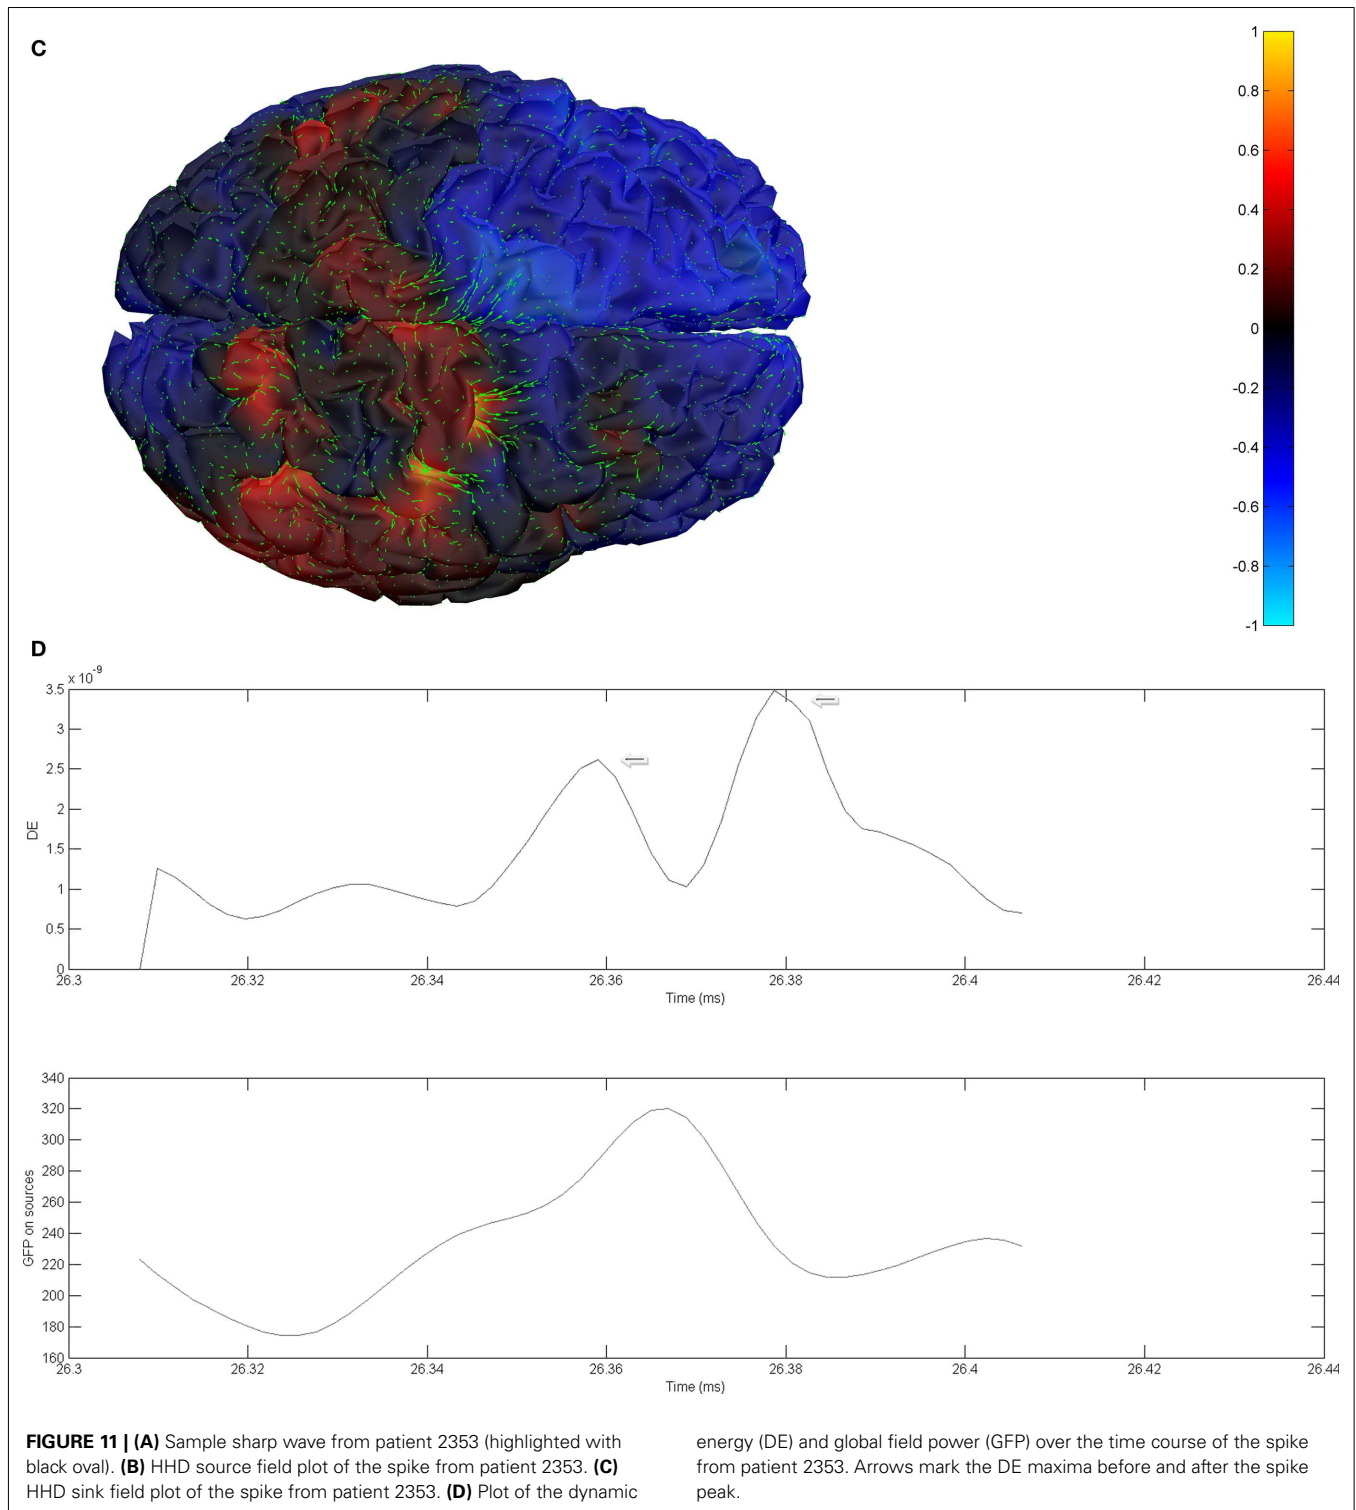 C
1
0.8
0.6
0.4
0.2
0
-0.2
-0.4
-0.6
-0.8
-1
D
x 10^-9
3.5
3
2.5
2
1.5
1
0.5
0
DE
26.3 26.32 26.34 26.36 26.38 26.4 26.42 26.44
Time (ms)
340
320
300
280
260
240
220
200
180
160
GFP on sources
26.3 26.32 26.34 26.36 26.38 26.4 26.42 26.44
Time (ms)
FIGURE 11 | (A) Sample sharp wave from patient 2353 (highlighted with
black oval). (B) HHD source field plot of the spike from patient 2353. (C)
HHD sink field plot of the spike from patient 2353. (D) Plot of the dynamic
energy (DE) and global field power (GFP) over the time course of the spike
from patient 2353. Arrows mark the DE maxima before and after the spike
peak.